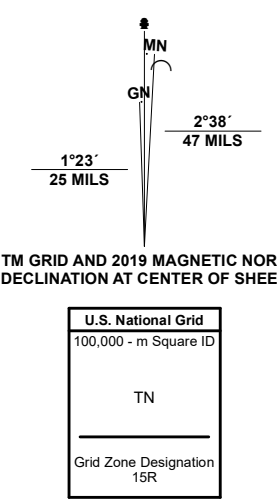 MN
GN
2°38´
47 MILS
1°23´
25 MILS
TM GRID AND 2019 MAGNETIC NOR
DECLINATION AT CENTER OF SHEE
U.S. National Grid
100,000 - m Square ID
TN
Grid Zone Designation
15R